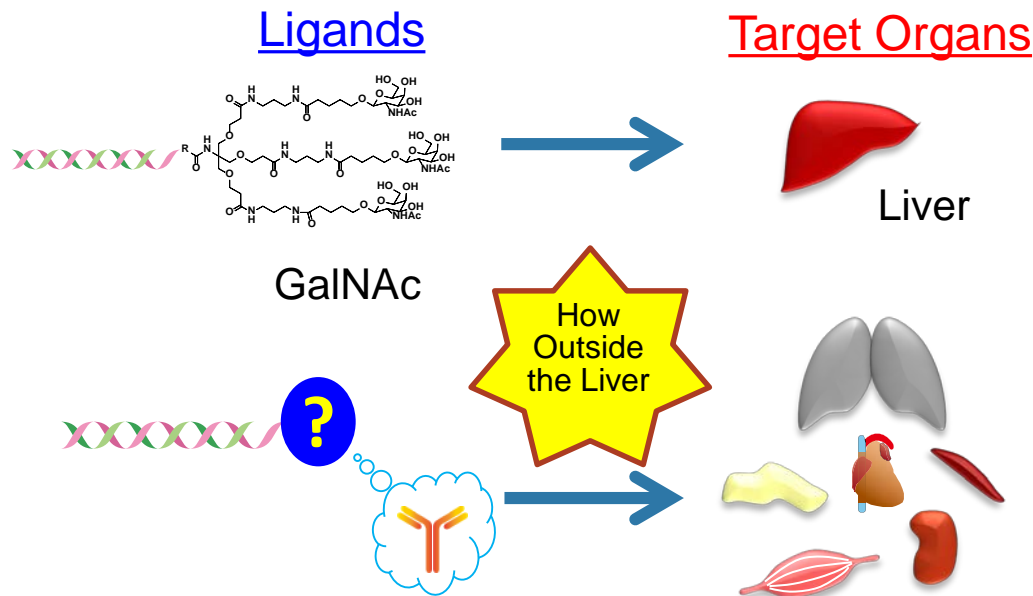 Ligands
Target Organs
HO OH
O H H O O OH
N N NHAc
O
O
HO OH
R H H H O O OH
N O N N NHAc
O O O
O
HO OH
O H H O O OH
N N NHAc
O
Liver
GalNAc
How
Outside
the Liver
?